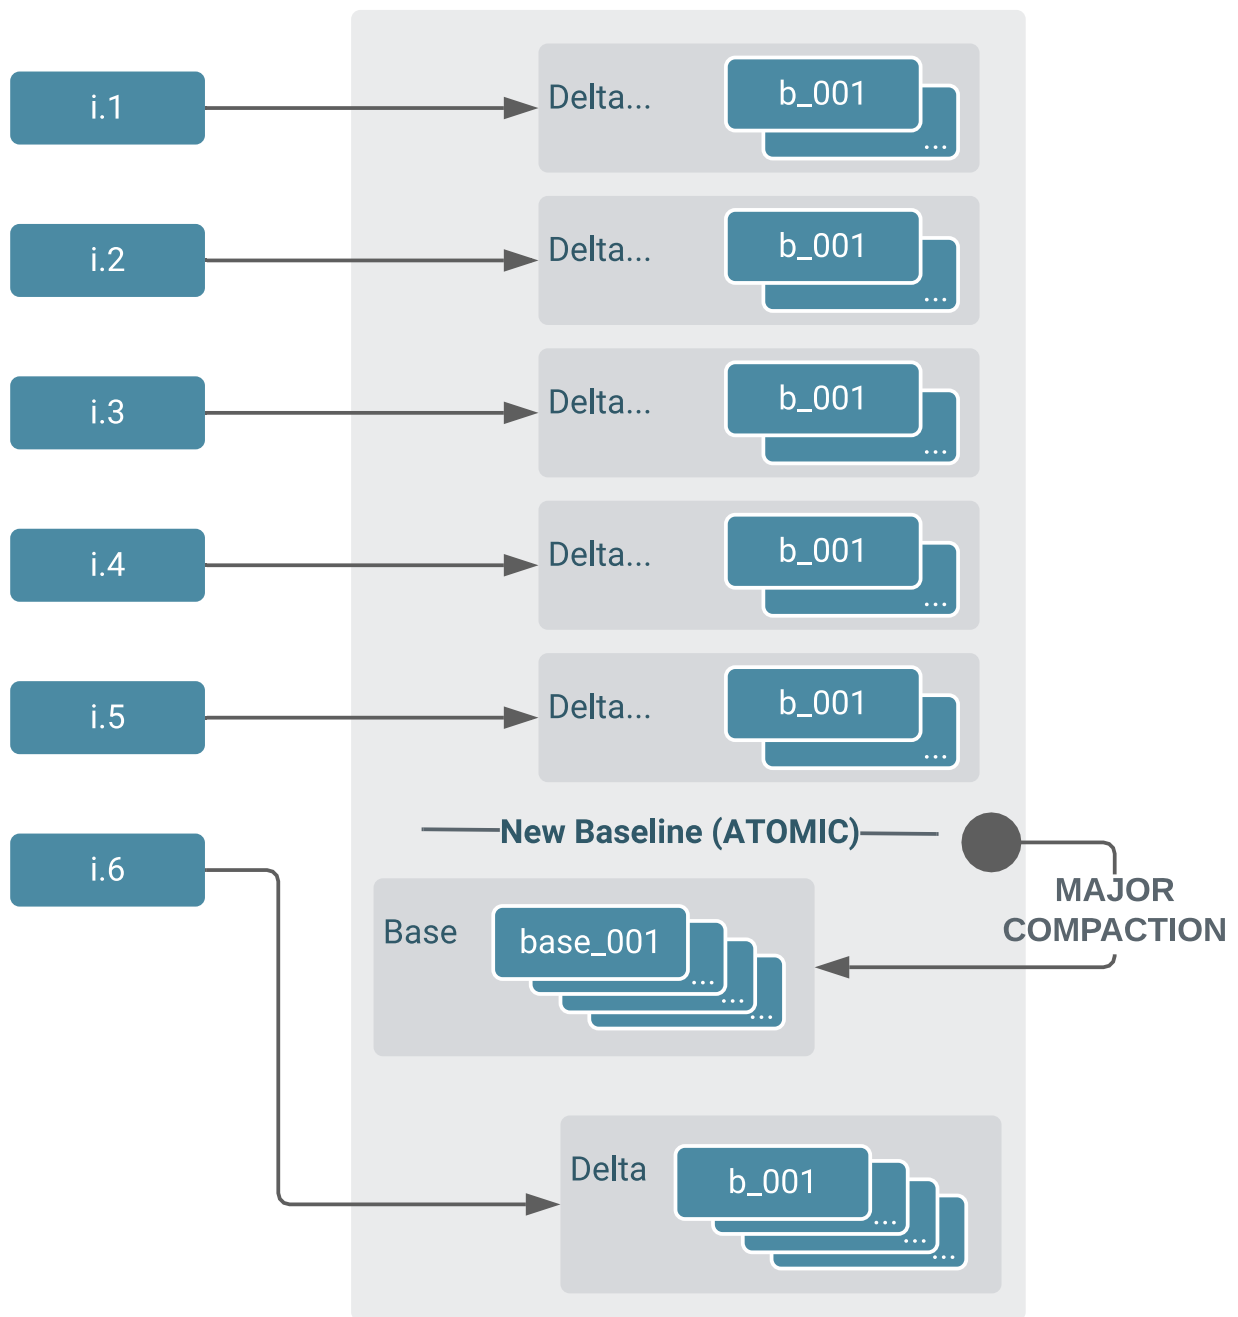 i.1
Delta...
b_001
...
i.2
Delta...
b_001
...
i.3
Delta...
b_001
...
i.4
Delta...
b_001
...
i.5
Delta...
b_001
...
New Baseline (ATOMIC)
i.6
MAJOR
COMPACTION
Base
base_001
...
...
...
Delta
b_001
...
...
...